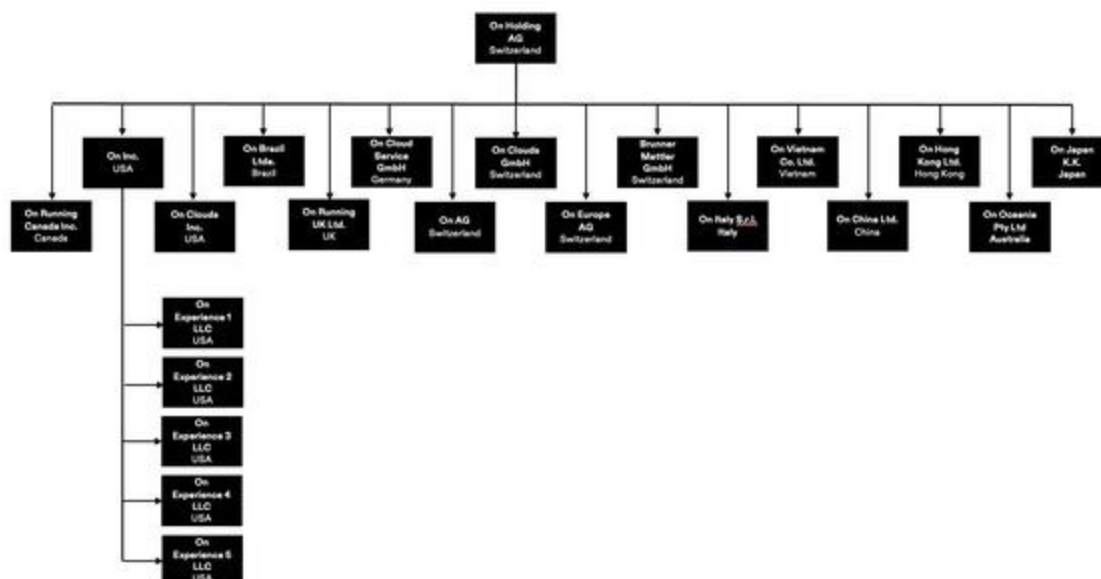 On Holding
AG
Switzerland
On Inc.
USA
On Brazil
Ltda.
Brazil
On Cloud
Service
GmbH
Germany
On Clouds
GmbH
Switzerland
Brunner
Mettler
GmbH
Switzerland
On Vietnam
Co. Ltd.
Vietnam
On Hong
Kong Ltd.
Hong Kong
On Japan
K.K.
Japan
On Running
Canada Inc.
Canada
On Clouds
Inc.
USA
On Running
UK Ltd.
UK
On AG
Switzerland
On Europe
AG
Switzerland
On Italy S.r.l.
Italy
On China Ltd.
China
On Oceania
Pty Ltd
Australia
On
Experience 1
LLC
USA
On
Experience 2
LLC
USA
On
Experience 3
LLC
USA
On
Experience 4
LLC
USA
On
Experience 5
LLC
USA